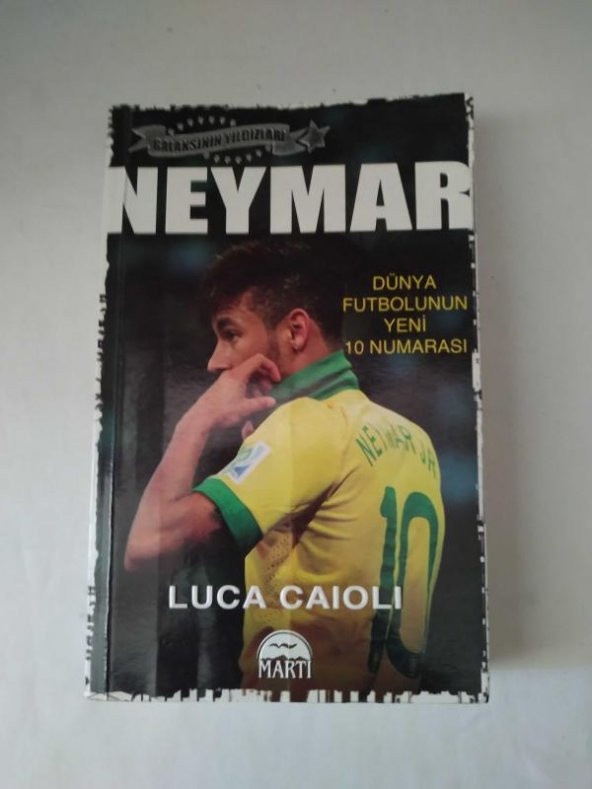 GALAKSİNİN YILDIZLARI
NEYMAR
DÜNYA
FUTBOLUNUN
YENİ
10 NUMARASI
NEYMAR JR
10
LUCA CAIOLI
MARTI